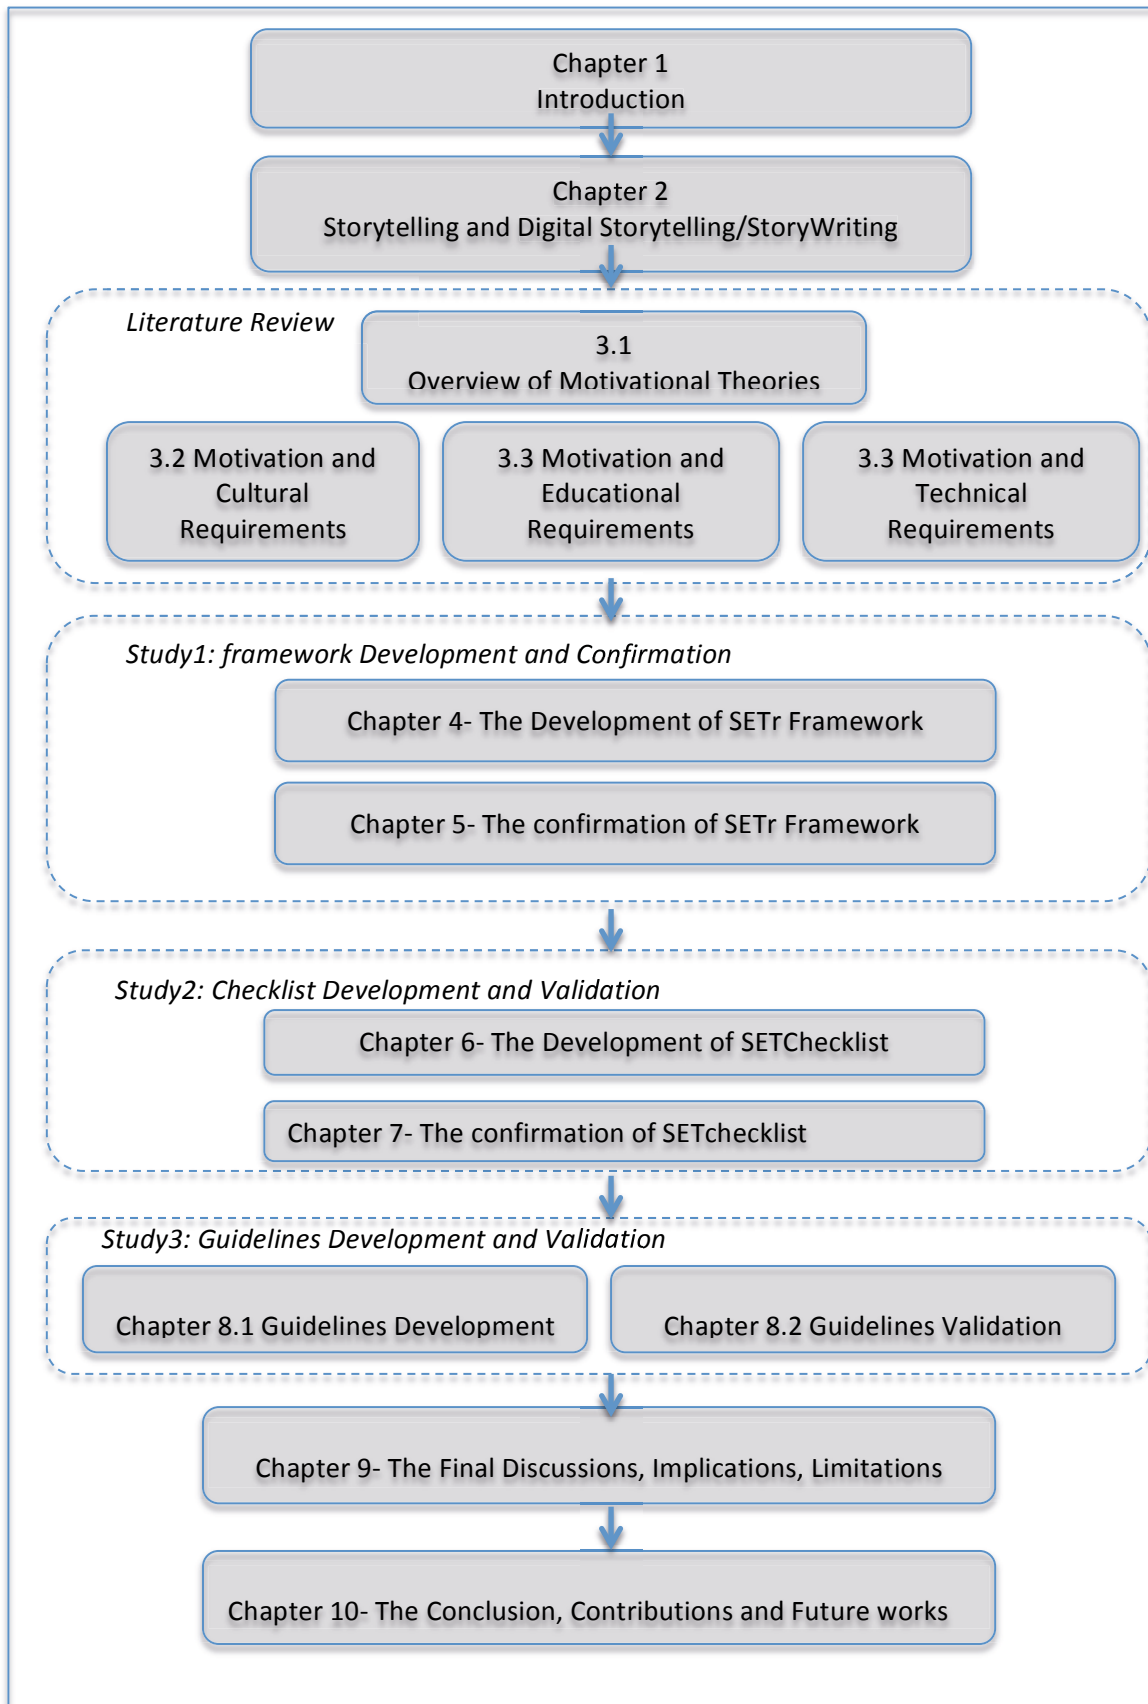 Chapter 1
Introduction
Chapter 2
Storytelling and Digital Storytelling/StoryWriting
Literature Review
3.1
Overview of Motivational Theories
3.2 Motivation and
Cultural
Requirements
3.3 Motivation and
Educational
Requirements
3.3 Motivation and
Technical
Requirements
Study1: framework Development and Confirmation
Chapter 4- The Development of SETr Framework
Chapter 5- The confirmation of SETr Framework
Study2: Checklist Development and Validation
Chapter 6- The Development of SETChecklist
Chapter 7- The confirmation of SETchecklist
Study3: Guidelines Development and Validation
Chapter 8.1 Guidelines Development
Chapter 8.2 Guidelines Validation
Chapter 9- The Final Discussions, Implications, Limitations
Chapter 10- The Conclusion, Contributions and Future works